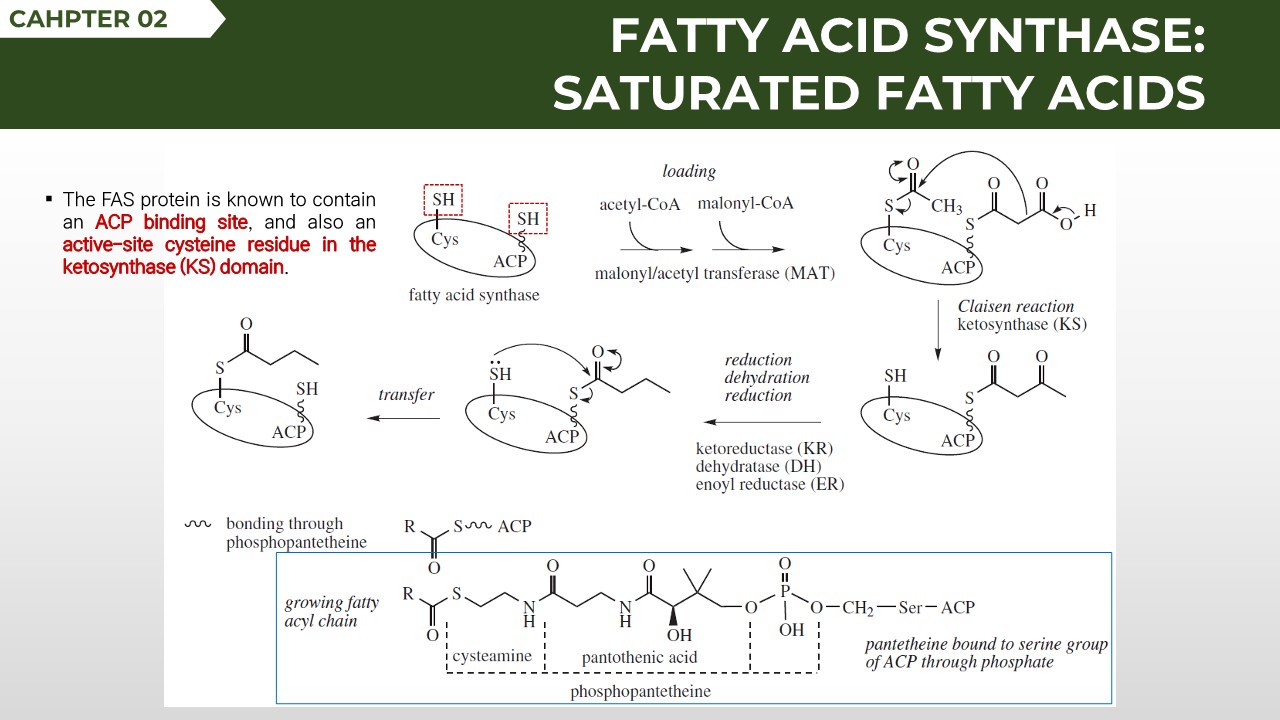 CAHPTER 02
FATTY ACID SYNTHASE:
SATURATED FATTY ACIDS
▪ The FAS protein is known to contain
an ACP binding site, and also an
active-site cysteine residue in the
ketosynthase (KS) domain.
SH
SH
Cys
ACP
fatty acid synthase
loading
acetyl-CoA malonyl-CoA
malonyl/acetyl transferase (MAT)
O
O O
S CH3 S O H
Cys
ACP
Claisen reaction
ketosynthase (KS)
O O
SH
S
Cys
ACP
reduction
dehydration
reduction
ketoreductase (KR)
dehydratase (DH)
enoyl reductase (ER)
O
SH
S
Cys
ACP
transfer
O
S
SH
Cys
ACP
bonding through
phosphopantetheine
R S ACP
O
growing fatty
acyl chain
O O O
R S N N P
H H
O O O CH2 Ser ACP
OH OH
cysteamine pantothenic acid
phosphopantetheine
pantetheine bound to serine group
of ACP through phosphate